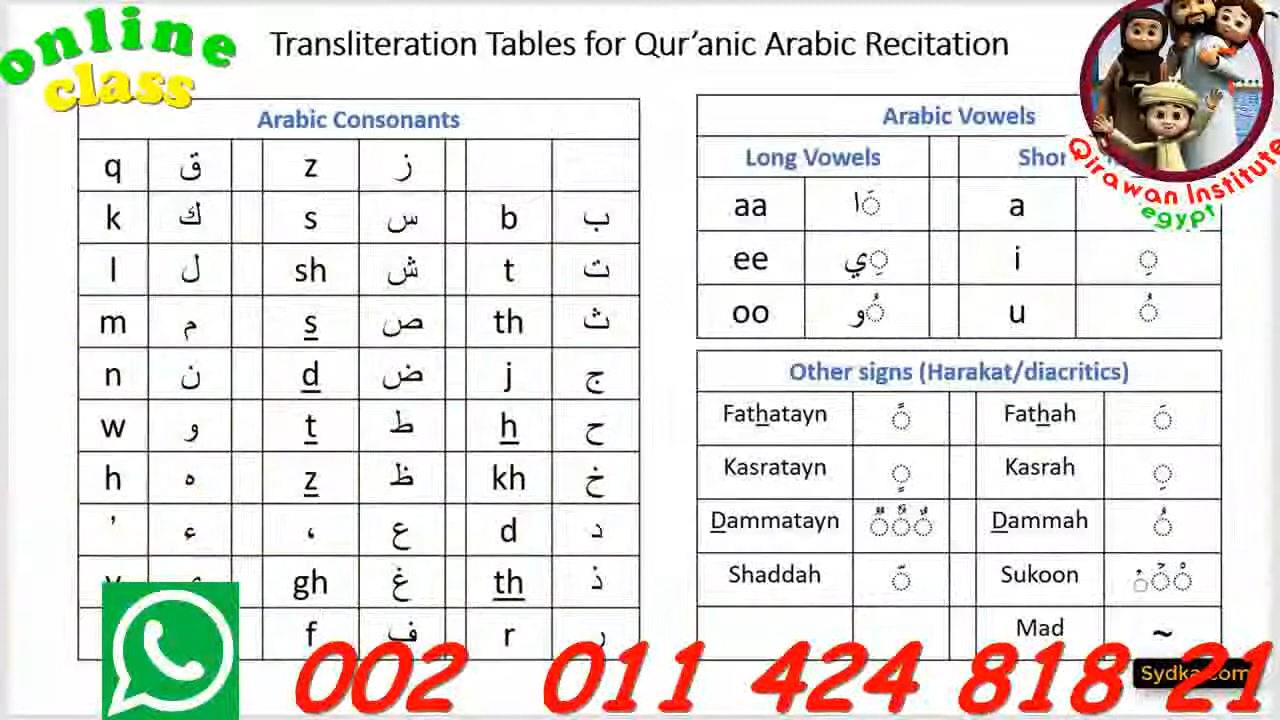 online
class
Transliteration Tables for Qur’anic Arabic Recitation
Qirawan Institute
egypt
Arabic Consonants
q ق z ز
k ك s س b ب
l ل sh ش t ت
m م s ص th ث
n ن d ض j ج
w و t ط h ح
h ه z ظ kh خ
’ ء ‘ ع d د
gh غ th ذ
f ف r ر
Arabic Vowels
Long Vowels
aa َا a
ee ِي i ِ
oo ُو u ُ
Other signs (Harakat/diacritics)
Fathatayn ً Fathah َ
Kasratayn ٍ Kasrah ِ
Dammatayn ٌ Dammah ُ
Shaddah ّ Sukoon ْ
Mad ~
002 011 424 818 21